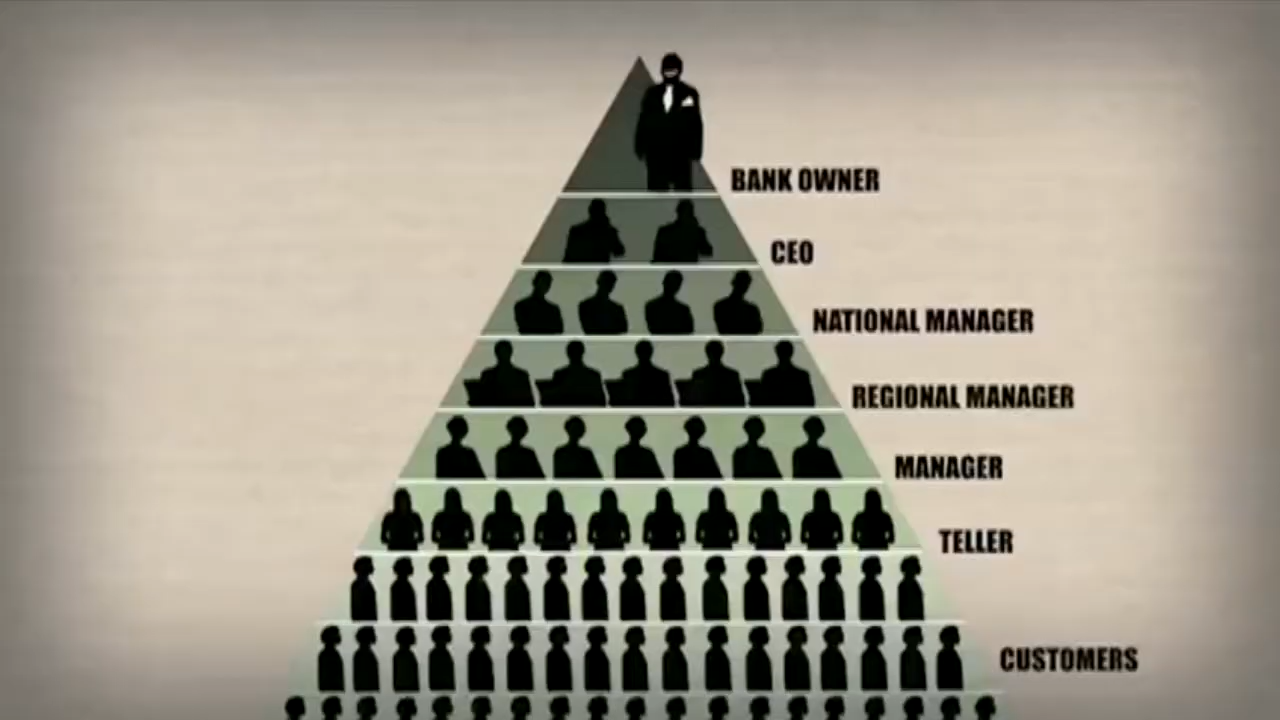 BANK OWNER
CEO
NATIONAL MANAGER
REGIONAL MANAGER
MANAGER
TELLER
CUSTOMERS